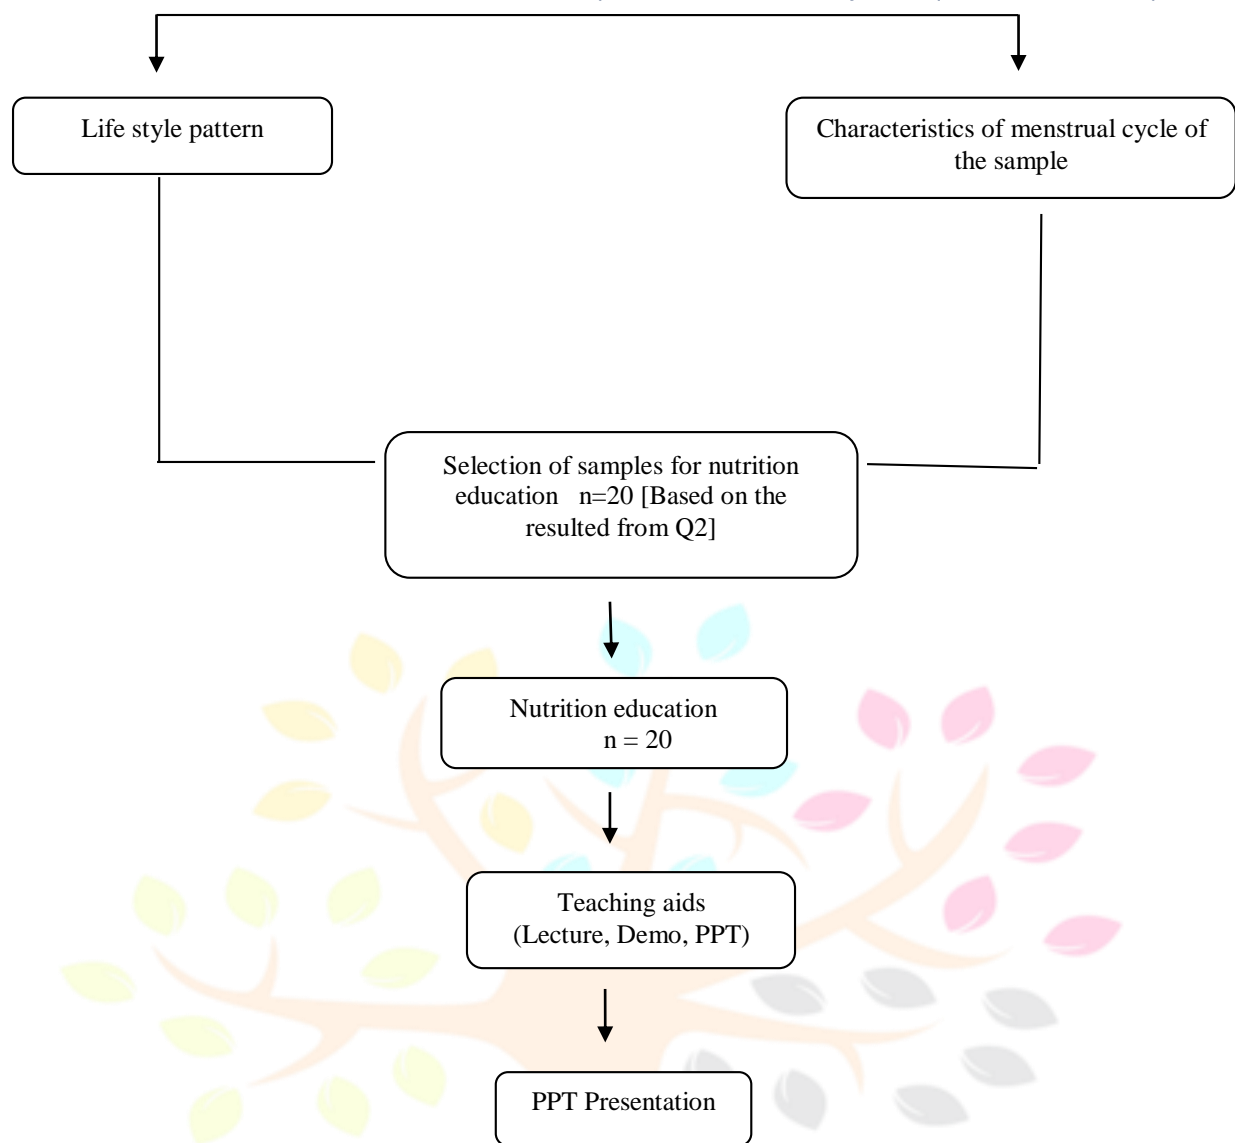 Life style pattern
Characteristics of menstrual cycle of
the sample
Selection of samples for nutrition
education n=20 [Based on the
resulted from Q2]
Nutrition education
n = 20
Teaching aids
(Lecture, Demo, PPT)
PPT Presentation